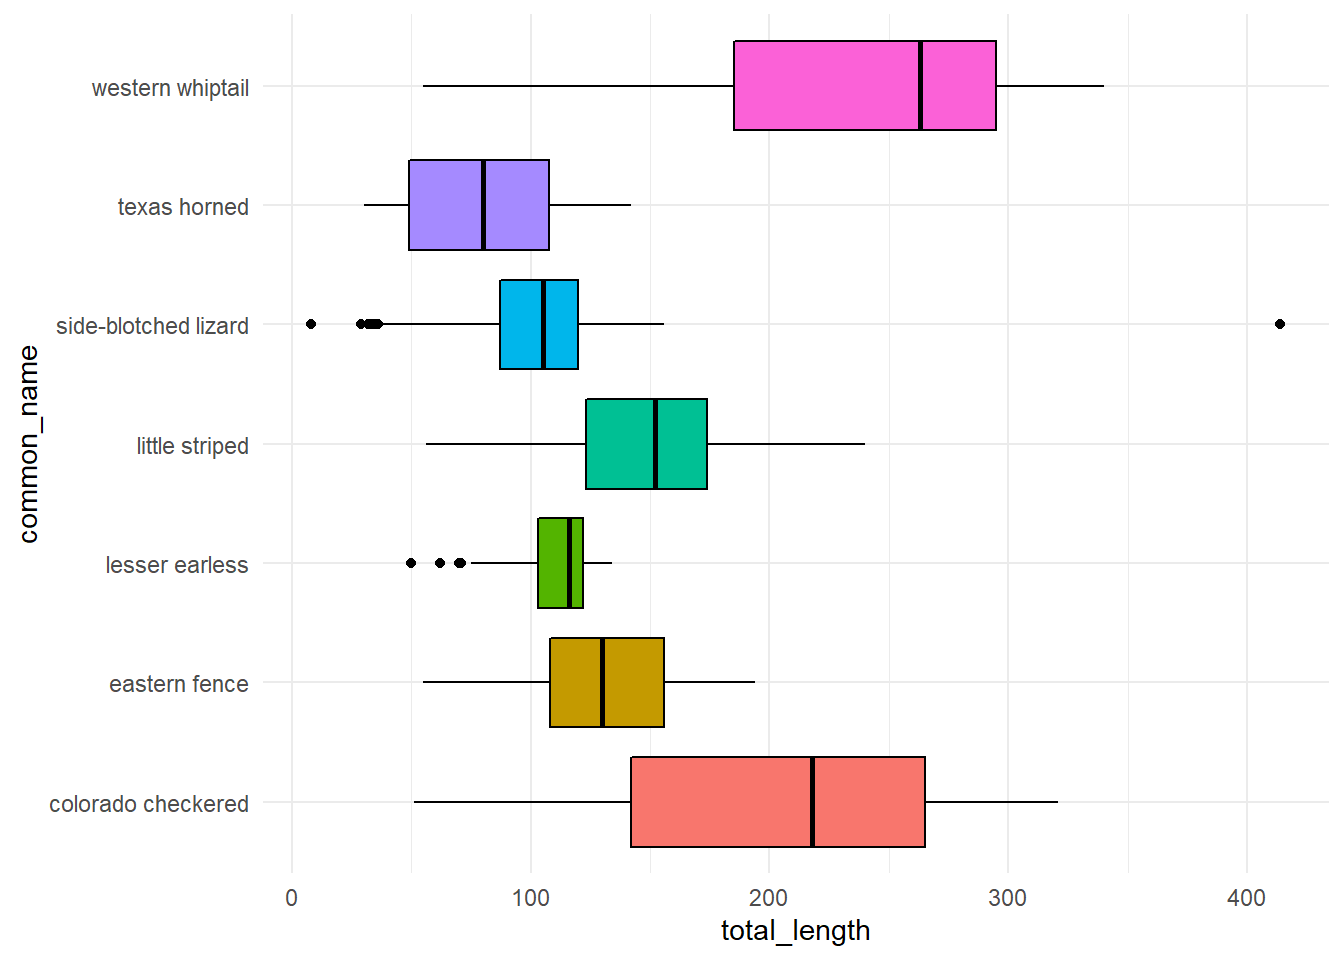 common_name
western whiptail
texas horned
side-blotched lizard
little striped
lesser earless
eastern fence
colorado checkered
0 100 200 300 400
total_length